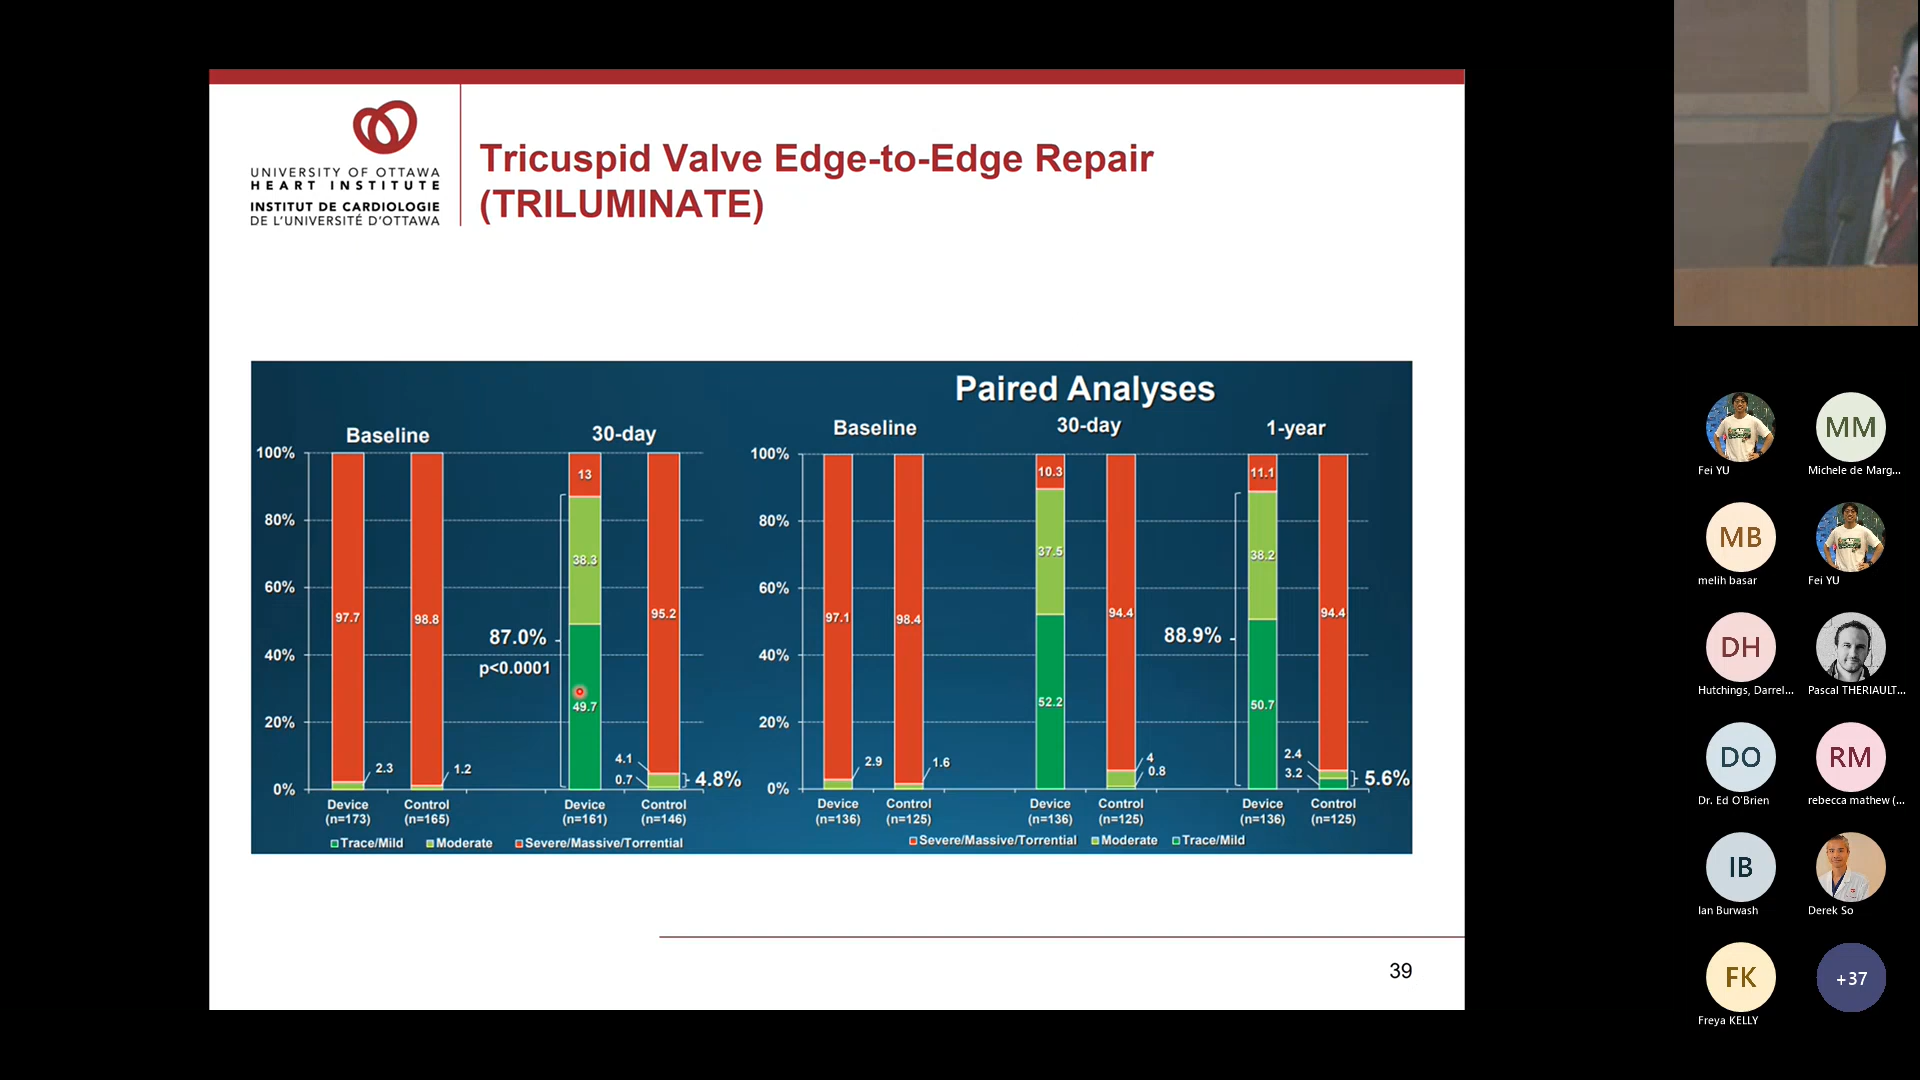 UNIVERSITY OF OTTAWA
HEART INSTITUTE
INSTITUT DE CARDIOLOGIE
DE L'UNIVERSITÉ D'OTTAWA
Tricuspid Valve Edge-to-Edge Repair
(TRILUMINATE)
Baseline
30-day
100%
80%
60%
40%
20%
0%
97.7
2.3
98.8
1.2
87.0%
p<0.0001
13
38.3
49.7
95.2
4.1
0.7
4.8%
Device
(n=173)
Control
(n=165)
Device
(n=161)
Control
(n=146)
Trace/Mild
Moderate
Severe/Massive/Torrential
Paired Analyses
Baseline
30-day
1-year
100%
80%
60%
40%
20%
0%
97.1
2.9
98.4
1.6
10.3
37.5
52.2
94.4
4
0.8
88.9%
11.1
38.2
50.7
94.4
2.4
3.2
5.6%
Device
(n=136)
Control
(n=125)
Device
(n=136)
Control
(n=125)
Device
(n=136)
Control
(n=125)
Severe/Massive/Torrential
Moderate
Trace/Mild
39
Fei YU
MM
Michele de Marg...
MB
melih basar
Fei YU
DH
Hutchings, Darrel...
Pascal THERIAULT...
DO
Dr. Ed O'Brien
RM
rebecca mathew (...
IB
Ian Burwash
Derek So
FK
Freya KELLY
+37